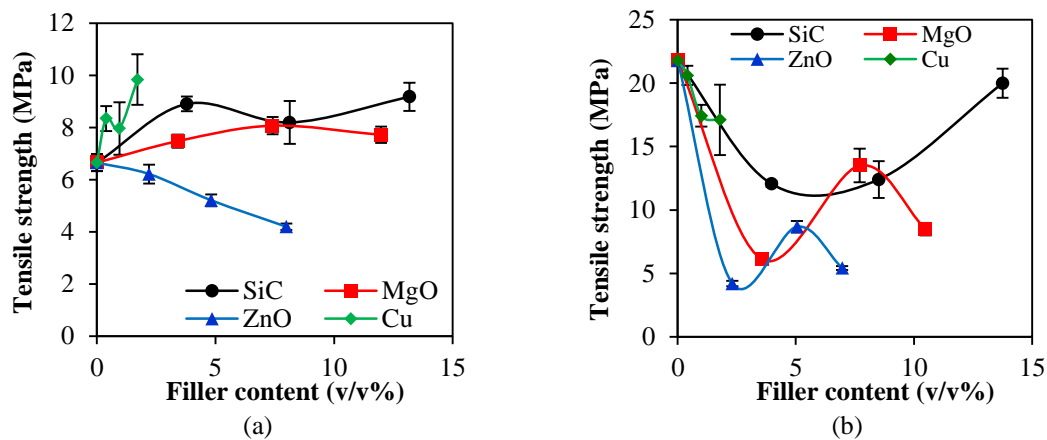 Tensile strength (MPa)
12
10
8
6
4
2
0
SiC MgO
ZnO Cu
0 5 10 15
Filler content (v/v%)
(a)
Tensile strength (MPa)
25
20
15
10
5
0
SiC MgO
ZnO Cu
0 5 10 15
Filler content (v/v%)
(b)